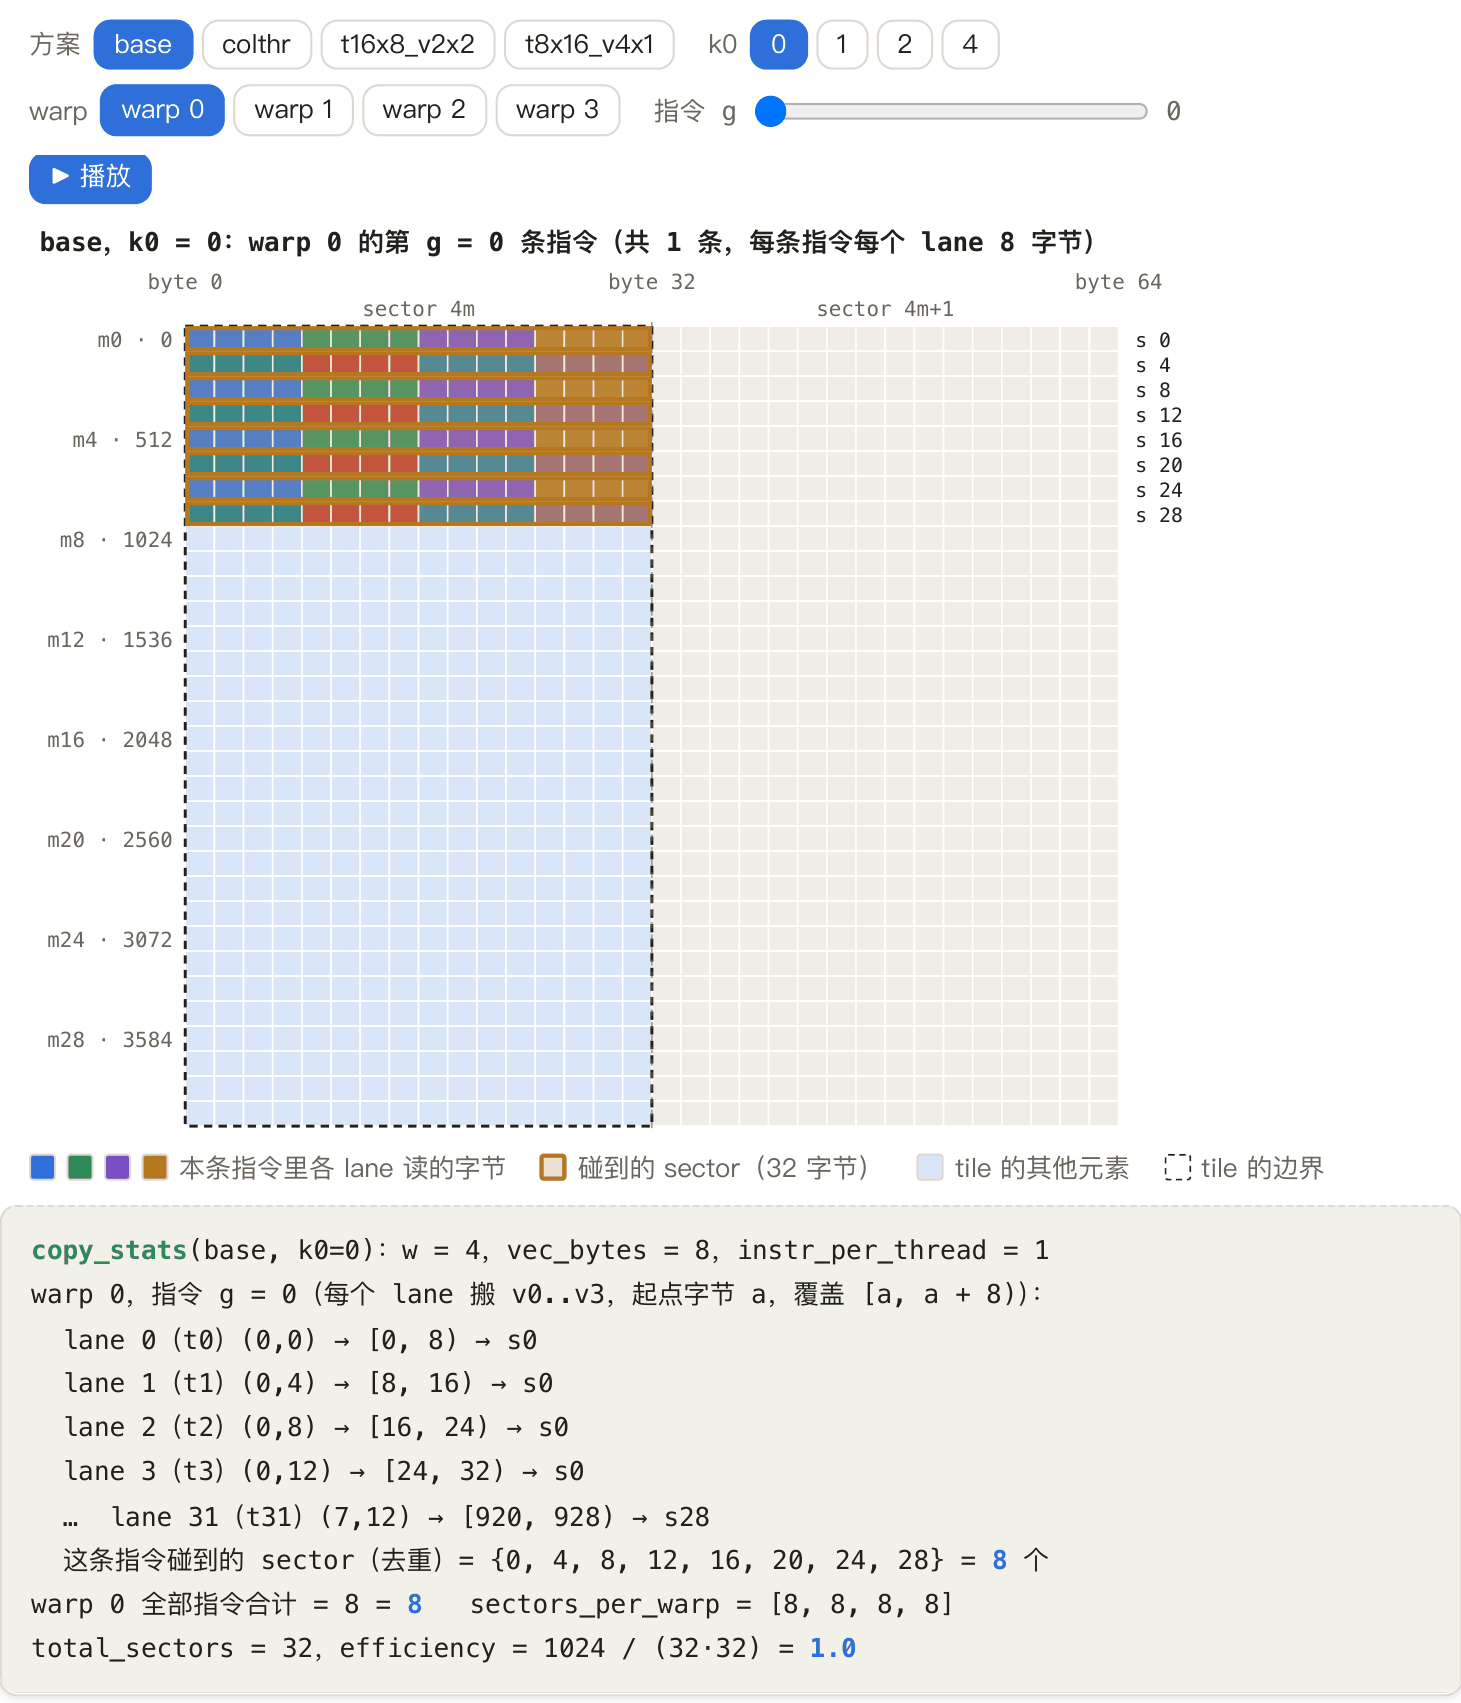 方案 base colthr t16x8_v2x2 t8x16_v4x1 k0 0 1 2 4
warp warp 0 warp 1 warp 2 warp 3 指令 g 0
▶ 播放
base, k0 = 0: warp 0 的第 g = 0 条指令（共 1 条，每条指令每个 lane 8 字节）
byte 0 byte 32 byte 64
sector 4m sector 4m+1
m0 · 0 s 0
s 4
s 8
s 12
m4 · 512 s 16
s 20
s 24
s 28
m8 · 1024
m12 · 1536
m16 · 2048
m20 · 2560
m24 · 3072
m28 · 3584
本条指令里各 lane 读的字节 碰到的 sector（32 字节） tile 的其他元素 tile 的边界
copy_stats(base, k0=0): w = 4, vec_bytes = 8, instr_per_thread = 1
warp 0, 指令 g = 0（每个 lane 搬 v0..v3，起点字节 a，覆盖 [a, a + 8)）：
lane 0（t0）(0,0) → [0, 8) → s0
lane 1（t1）(0,4) → [8, 16) → s0
lane 2（t2）(0,8) → [16, 24) → s0
lane 3（t3）(0,12) → [24, 32) → s0
… lane 31（t31）(7,12) → [920, 928) → s28
这条指令碰到的 sector（去重）= {0, 4, 8, 12, 16, 20, 24, 28} = 8 个
warp 0 全部指令合计 = 8 = 8 sectors_per_warp = [8, 8, 8, 8]
total_sectors = 32, efficiency = 1024 / (32·32) = 1.0